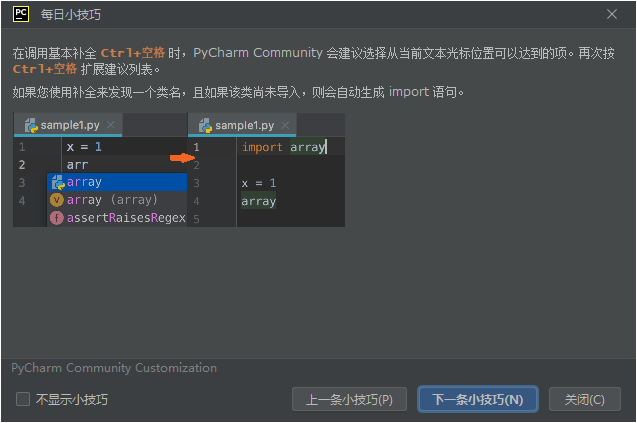 PC
每日小技巧
在调用基本补全 Ctrl+空格 时，PyCharm Community 会建议选择从当前文本光标位置可以达到的项。再次按
Ctrl+空格 扩展建议列表。
如果您使用补全来发现一个类名，且如果该类尚未导入，则会自动生成 import 语句。
sample1.py
1 x = 1
2 arr
3 array
4 array (array)
assertRaisesRegex
sample1.py
1 import array
2
3 x = 1
4 array
5
PyCharm Community Customization
不显示小技巧
上一条小技巧(P)
下一条小技巧(N)
关闭(C)